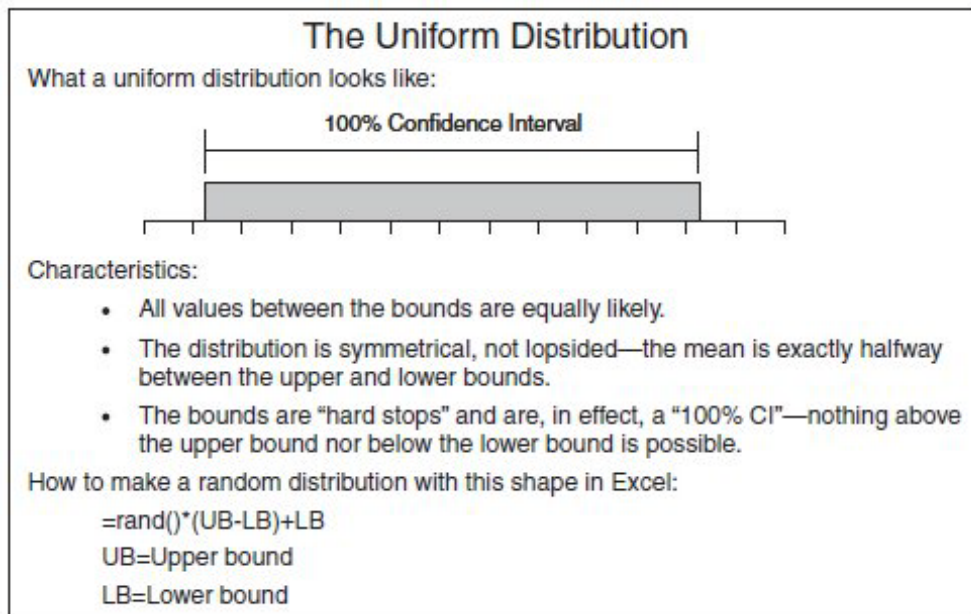 The Uniform Distribution
What a uniform distribution looks like:
100% Confidence Interval
Characteristics:
• All values between the bounds are equally likely.
• The distribution is symmetrical, not lopsided—the mean is exactly halfway
between the upper and lower bounds.
• The bounds are “hard stops” and are, in effect, a “100% CI”—nothing above
the upper bound nor below the lower bound is possible.
How to make a random distribution with this shape in Excel:
=rand()*(UB-LB)+LB
UB=Upper bound
LB=Lower bound